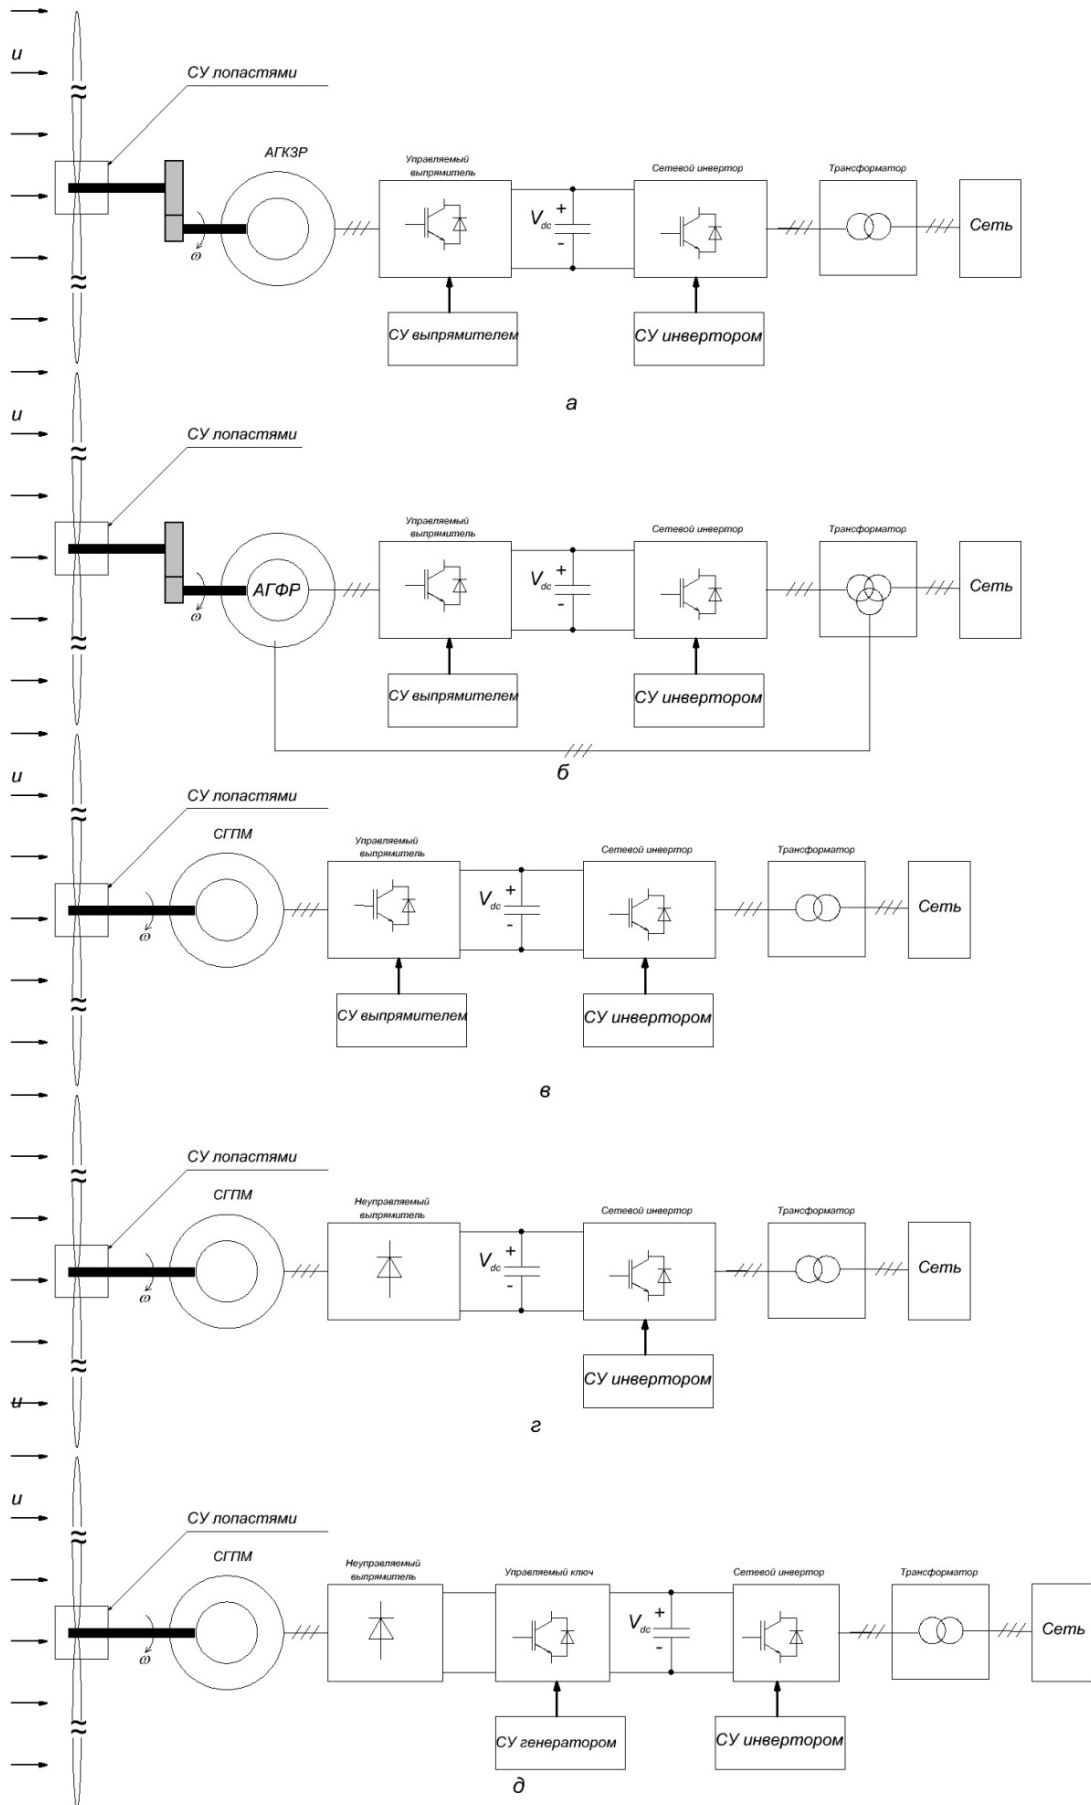 u
СУ лопастями
АГКЗР
Управляемый
выпрямитель
Сетевой инвертор
Трансформатор
V dc
+
-
Сеть
ω
СУ выпрямителем
СУ инвертором
а
u
СУ лопастями
Управляемый
выпрямитель
Сетевой инвертор
Трансформатор
АГФР
V dc
+
-
Сеть
ω
СУ выпрямителем
СУ инвертором
б
u
СУ лопастями
СГПМ
Управляемый
выпрямитель
Сетевой инвертор
Трансформатор
V dc
+
-
Сеть
ω
СУ выпрямителем
СУ инвертором
в
СУ лопастями
СГПМ
Неуправляемый
выпрямитель
Сетевой инвертор
Трансформатор
V dc
+
-
Сеть
ω
СУ инвертором
u
г
u
СУ лопастями
СГПМ
Неуправляемый
выпрямитель
Управляемый ключ
Сетевой инвертор
Трансформатор
V dc
+
-
Сеть
ω
СУ генератором
СУ инвертором
д